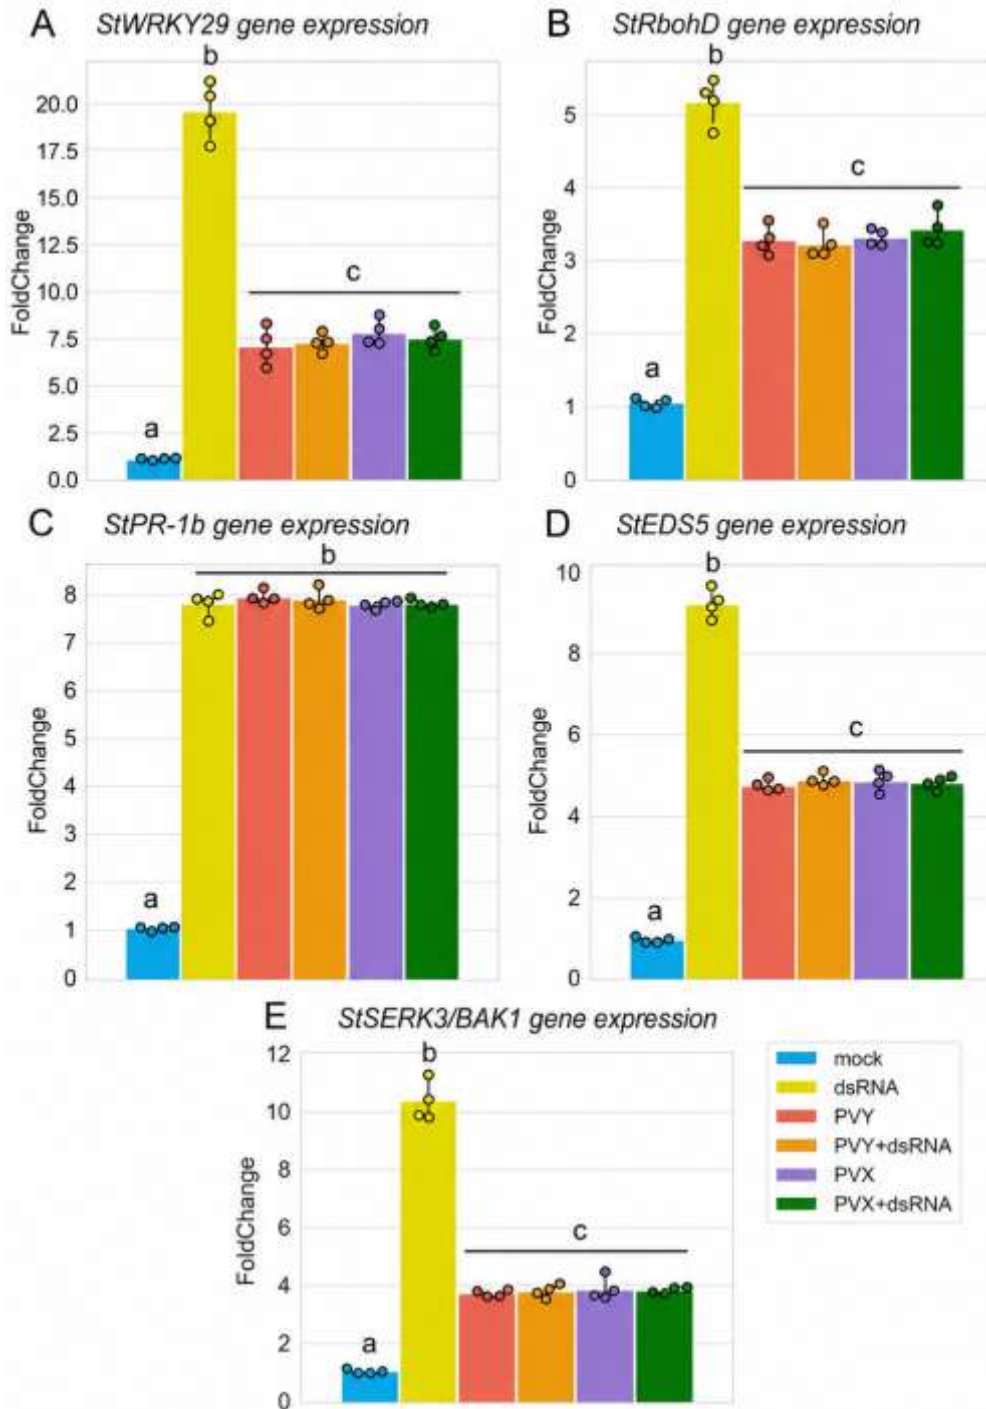 A StWRKY29 gene expression
b
20.0
17.5
15.0
12.5
10.0
7.5
5.0
2.5
0.0
FoldChange
a
c
B StRbohD gene expression
b
5
4
3
2
1
0
FoldChange
a
c
C StPR-1b gene expression
b
8
7
6
5
4
3
2
1
0
FoldChange
a
D StEDS5 gene expression
b
10
8
6
4
2
0
FoldChange
a
c
E StSERK3/BAK1 gene expression
b
12
10
8
6
4
2
0
FoldChange
a
c
mock
dsRNA
PVY
PVY+dsRNA
PVX
PVX+dsRNA